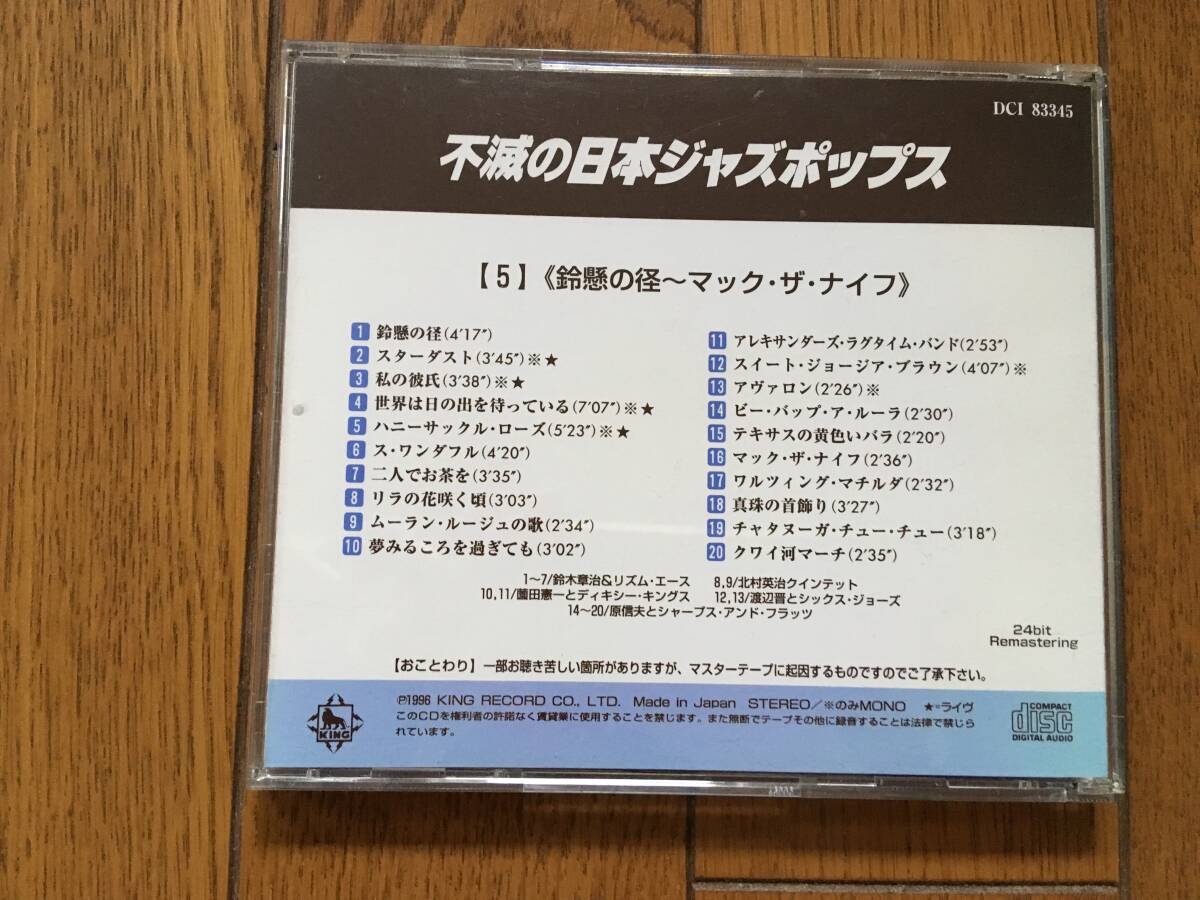 DCI 83345
不滅の日本ジャズポップス
【5】《鈴懸の径～マック・ザ・ナイフ》
1 鈴懸の径(4'17")
2 スターダスト(3'45")※★
3 私の彼氏(3'38")※★
4 世界は日の出を待っている(7'07")※★
5 ハニーサックル・ローズ(5'23")※★
6 ス・ワンダフル(4'20")
7 二人でお茶を(3'35")
8 リラの花咲く頃(3'03")
9 ムーラン・ルージュの歌(2'34")
10 夢みるころを過ぎても(3'02")
11 アレキサンダーズ・ラグタイム・バンド(2'53")
12 スイート・ジョージア・ブラウン(4'07")※
13 アヴァロン(2'26")※
14 ビー・バップ・ア・ルーラ(2'30")
15 テキサスの黄色いバラ(2'20")
16 マック・ザ・ナイフ(2'36")
17 ワルツィング・マチルダ(2'32")
18 真珠の首飾り(3'27")
19 チャタヌーガ・チュー・チュー(3'18")
20 クワイ河マーチ(2'35")
1～7/鈴木章治&リズム・エース 8,9/北村英治クインテット
10,11/薗田憲一とディキシー・キングス 12,13/渡辺晋とシックス・ジョーズ
14～20/原信夫とシャープス・アンド・フラッツ
24bit
Remastering
【おことわり】一部お聴き苦しい箇所がありますが、マスターテープに起因するものですのでご了承下さい。
KING
℗1996 KING RECORD CO., LTD. Made in Japan STEREO/※のみMONO ★=ライヴ
このCDを権利者の許諾なく賃貸業に使用することを禁じます。また無断でテープその他に録音することは法律で禁じら
れています。
COMPACT
disc
DIGITAL AUDIO